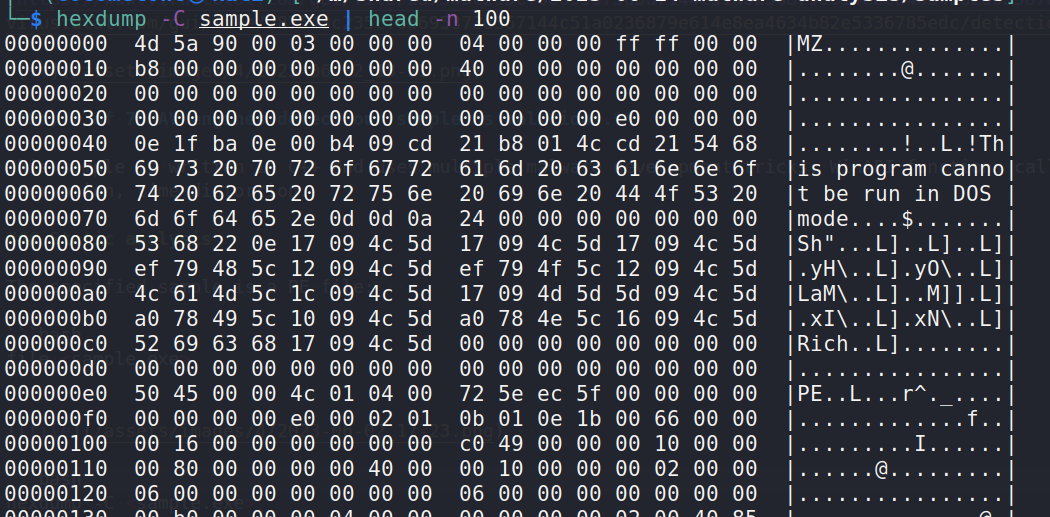 └─$ hexdump -C sample.exe | head -n 100
00000000  4d 5a 90 00 03 00 00 00  04 00 00 00 ff ff 00 00  |MZ..............|
00000010  b8 00 00 00 00 00 00 00  40 00 00 00 00 00 00 00  |........@.......|
00000020  00 00 00 00 00 00 00 00  00 00 00 00 00 00 00 00  |................|
00000030  00 00 00 00 00 00 00 00  00 00 00 00 e0 00 00 00  |................|
00000040  0e 1f ba 0e 00 b4 09 cd  21 b8 01 4c cd 21 54 68  |........!..L.!Th|
00000050  69 73 20 70 72 6f 67 72  61 6d 20 63 61 6e 6e 6f  |is program canno|
00000060  74 20 62 65 20 72 75 6e  20 69 6e 20 44 4f 53 20  |t be run in DOS |
00000070  6d 6f 64 65 2e 0d 0d 0a  24 00 00 00 00 00 00 00  |mode....$.......|
00000080  53 68 22 0e 17 09 4c 5d  17 09 4c 5d 17 09 4c 5d  |Sh"...L]..L]..L]|
00000090  ef 79 48 5c 12 09 4c 5d  ef 79 4f 5c 12 09 4c 5d  |.yH\..L].yO\..L]|
000000a0  4c 61 4d 5c 1c 09 4c 5d  17 09 4d 5d 5d 09 4c 5d  |LaM\..L]..M]].L]|
000000b0  a0 78 49 5c 10 09 4c 5d  a0 78 4e 5c 16 09 4c 5d  |.xI\..L].xN\..L]|
000000c0  52 69 63 68 17 09 4c 5d  00 00 00 00 00 00 00 00  |Rich..L]........|
000000d0  00 00 00 00 00 00 00 00  00 00 00 00 00 00 00 00  |................|
000000e0  50 45 00 00 4c 01 04 00  72 5e ec 5f 00 00 00 00  |PE..L...r^._....|
000000f0  00 00 00 00 e0 00 02 01  0b 01 0e 1b 00 66 00 00  |.............f..|
00000100  00 16 00 00 00 00 00 00  c0 49 00 00 00 10 00 00  |.........I......|
00000110  00 80 00 00 00 00 40 00  00 10 00 00 00 02 00 00  |......@.........|
00000120  06 00 00 00 00 00 00 00  06 00 00 00 00 00 00 00  |................|
00000130  00 b0 00 00 00 04 00 00  00 00 00 00 02 00 40 85  |..............@.|